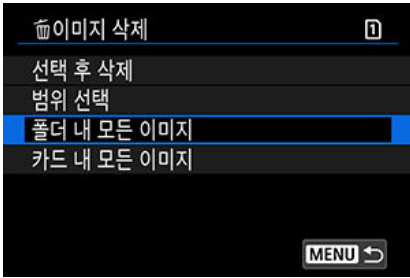 이미지 삭제
1
선택 후 삭제
범위 선택
폴더 내 모든 이미지
카드 내 모든 이미지
MENU